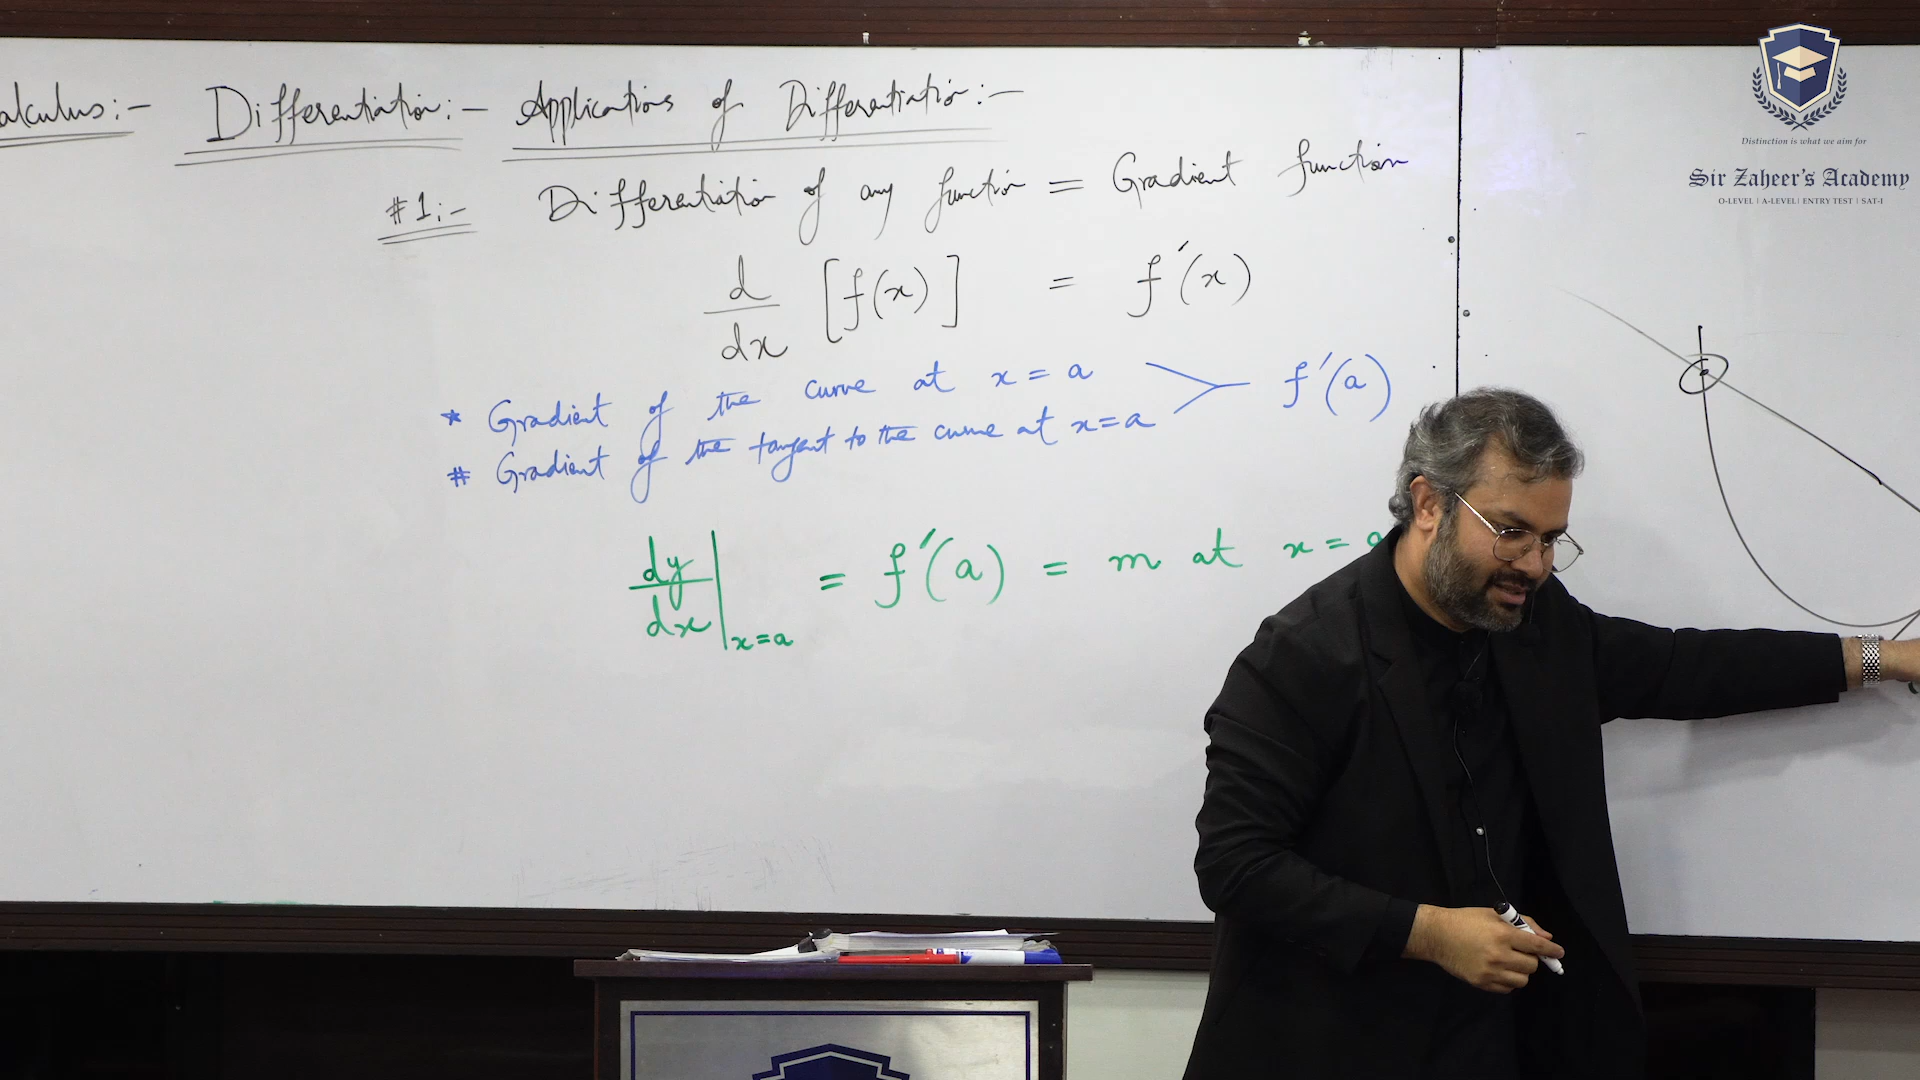 alculus:- Differentiation:- Applications of Differentiation:-
#1:- Differentiation of any function = Gradient function
d/dx [f(x)] = f'(x)
* Gradient of the curve at x = a
# Gradient of the tangent to the curve at x=a
f'(a)
dy/dx |x=a = f'(a) = m at x = a
Distinction is what we aim for
Sir Zaheer's Academy
O-LEVEL | A-LEVEL | ENTRY TEST | SAT-I